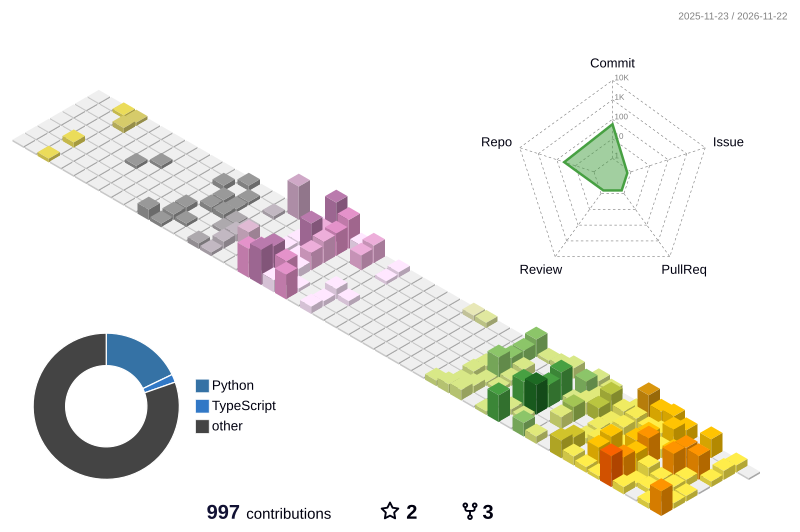 2025-11-23 / 2026-11-22
Commit
10K
1K
100
10
1
Issue
Repo
Review
PullReq
Python
TypeScript
other
997 contributions
2
3